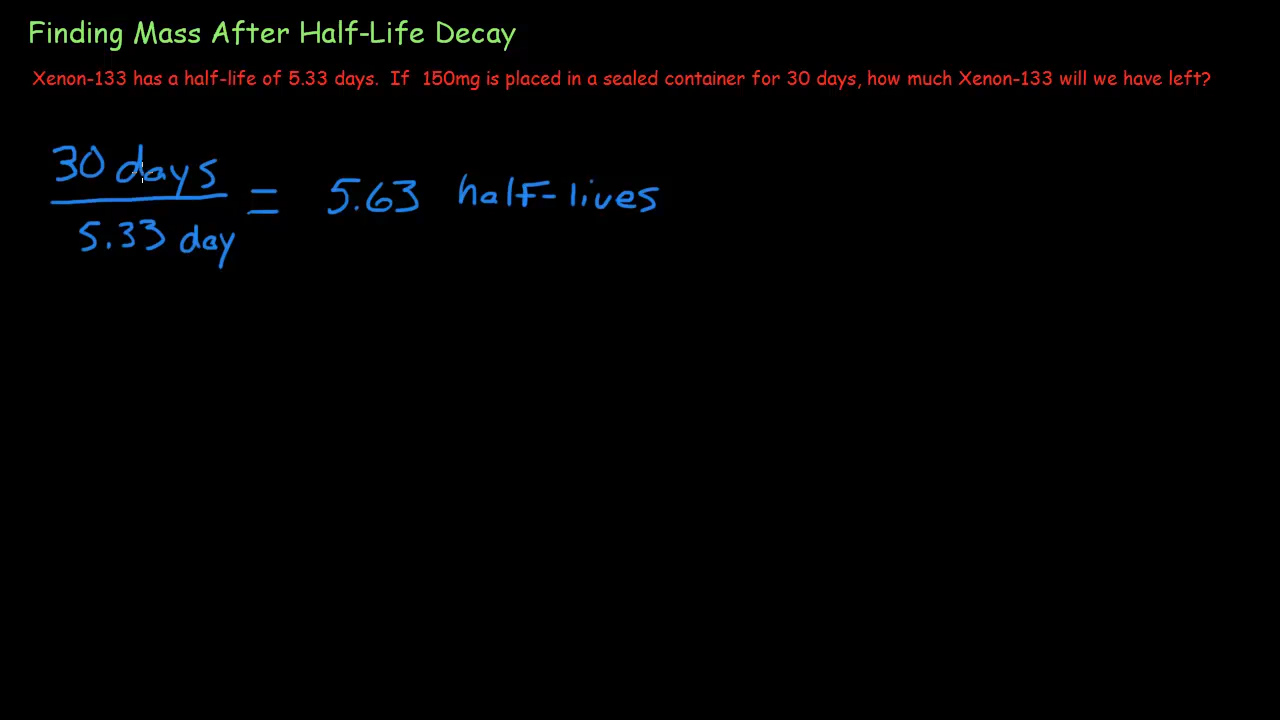 Finding Mass After Half-Life Decay
Xenon-133 has a half-life of 5.33 days. If 150mg is placed in a sealed container for 30 days, how much Xenon-133 will we have left?
30 days
5.33 day
= 5.63 half-lives